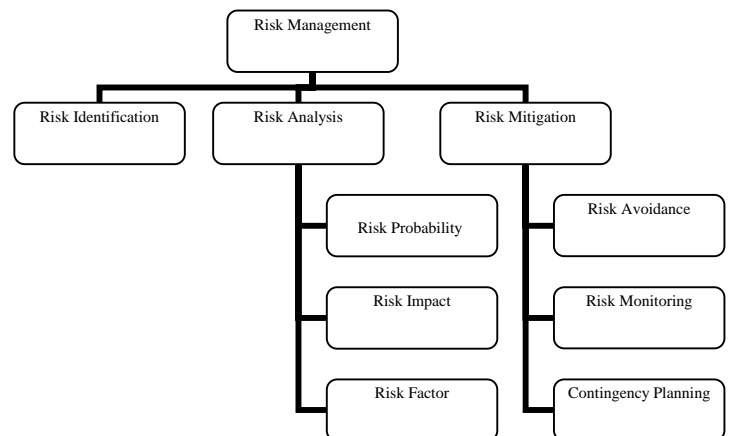 Risk Management
Risk Identification
Risk Analysis
Risk Mitigation
Risk Probability
Risk Avoidance
Risk Impact
Risk Monitoring
Risk Factor
Contingency Planning